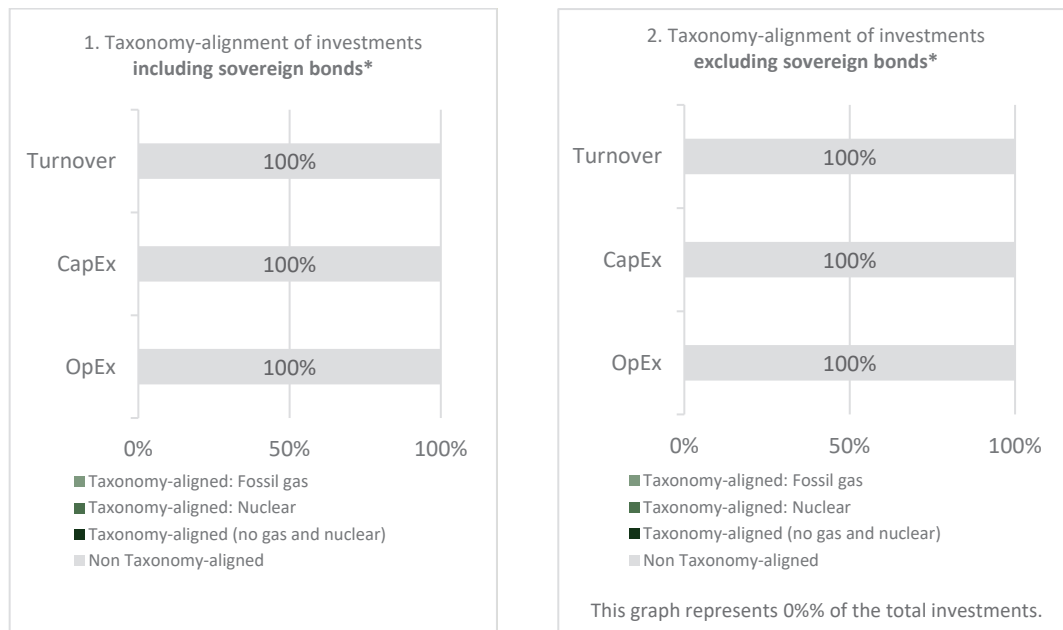 1. Taxonomy-alignment of investments
including sovereign bonds*
Turnover
100%
CapEx
100%
OpEx
100%
0%
50%
100%
Taxonomy-aligned: Fossil gas
Taxonomy-aligned: Nuclear
Taxonomy-aligned (no gas and nuclear)
Non Taxonomy-aligned
2. Taxonomy-alignment of investments
excluding sovereign bonds*
Turnover
100%
CapEx
100%
OpEx
100%
0%
50%
100%
Taxonomy-aligned: Fossil gas
Taxonomy-aligned: Nuclear
Taxonomy-aligned (no gas and nuclear)
Non Taxonomy-aligned
This graph represents 0%% of the total investments.